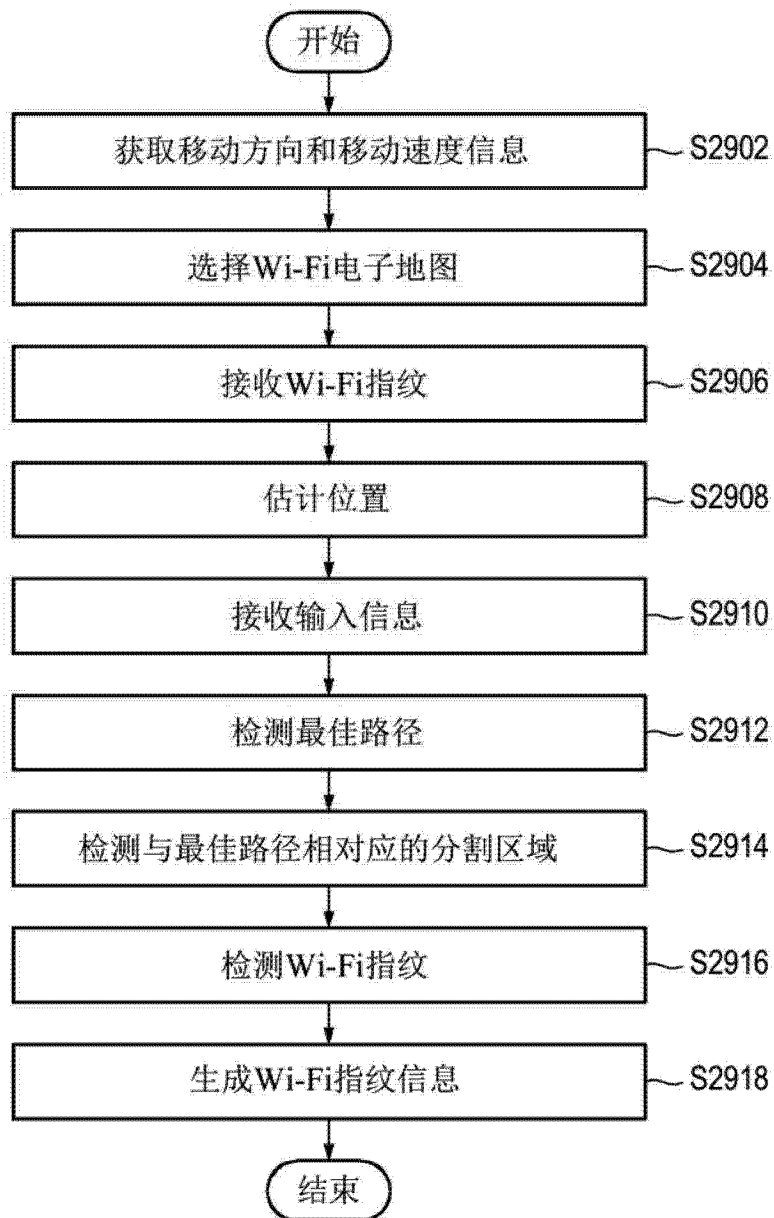 开始
获取移动方向和移动速度信息
S2902
选择Wi-Fi电子地图
S2904
接收Wi-Fi指纹
S2906
估计位置
S2908
接收输入信息
S2910
检测最佳路径
S2912
检测与最佳路径相对应的分割区域
S2914
检测Wi-Fi指纹
S2916
生成Wi-Fi指纹信息
S2918
结束